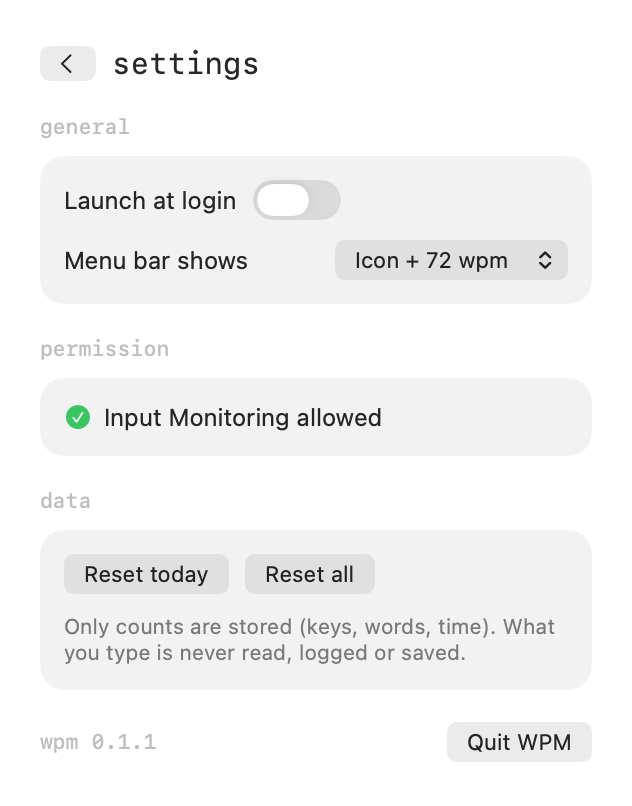 settings
general
Launch at login
Menu bar shows
Icon + 72 wpm
permission
Input Monitoring allowed
data
Reset today
Reset all
Only counts are stored (keys, words, time). What
you type is never read, logged or saved.
wpm 0.1.1
Quit WPM